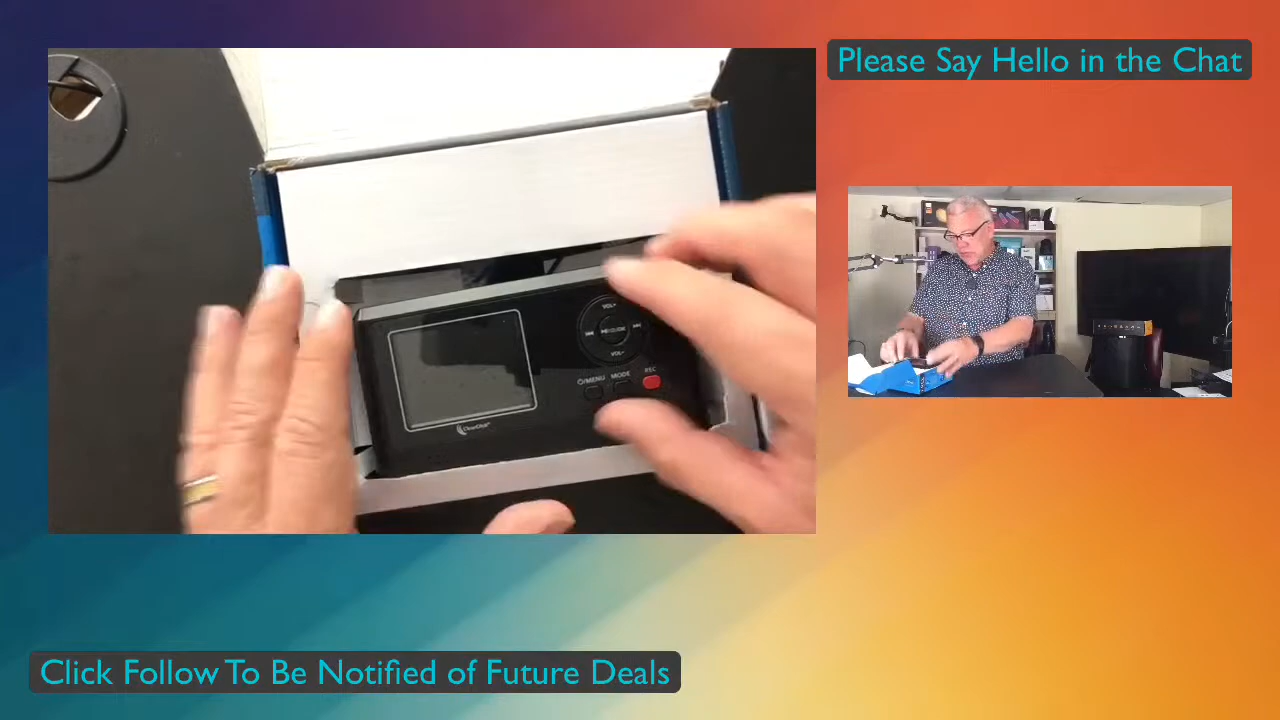 Please Say Hello in the Chat
VOL+
VOL-
⏻/MENU MODE REC
ClearClick
Click Follow To Be Notified of Future Deals